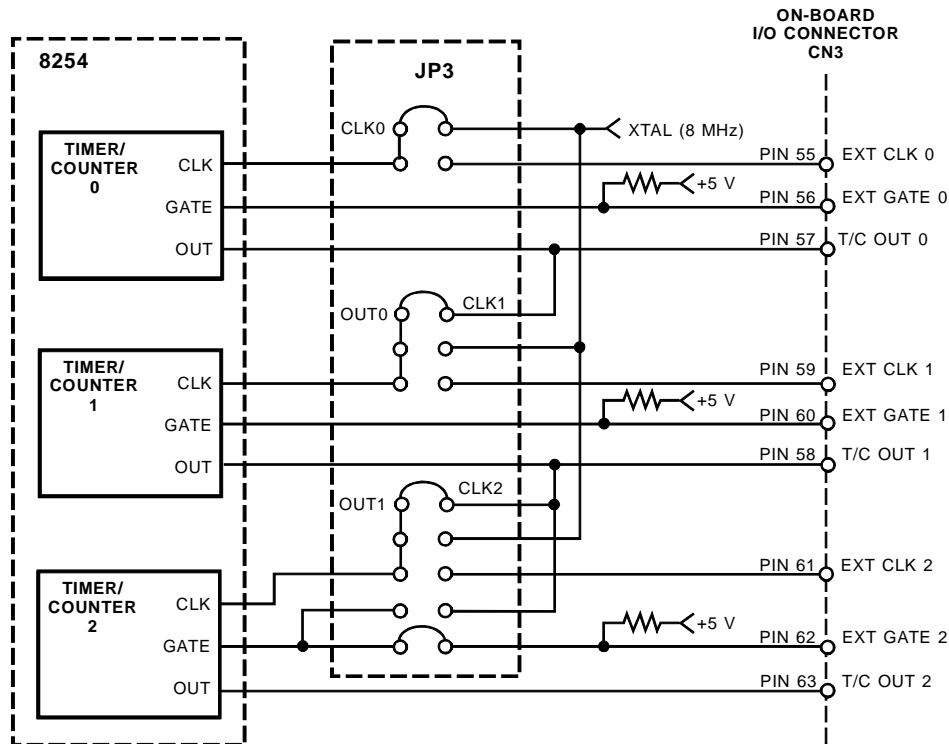 ON-BOARD
I/O CONNECTOR
CN3
8254
JP3
CLK0
XTAL (8 MHz)
TIMER/
COUNTER
0
CLK
PIN 55
EXT CLK 0
+5 V
GATE
PIN 56
EXT GATE 0
OUT
PIN 57
T/C OUT 0
OUT0
CLK1
TIMER/
COUNTER
1
CLK
PIN 59
EXT CLK 1
+5 V
GATE
PIN 60
EXT GATE 1
OUT
PIN 58
T/C OUT 1
OUT1
CLK2
PIN 61
EXT CLK 2
TIMER/
COUNTER
2
CLK
+5 V
GATE
PIN 62
EXT GATE 2
OUT
PIN 63
T/C OUT 2